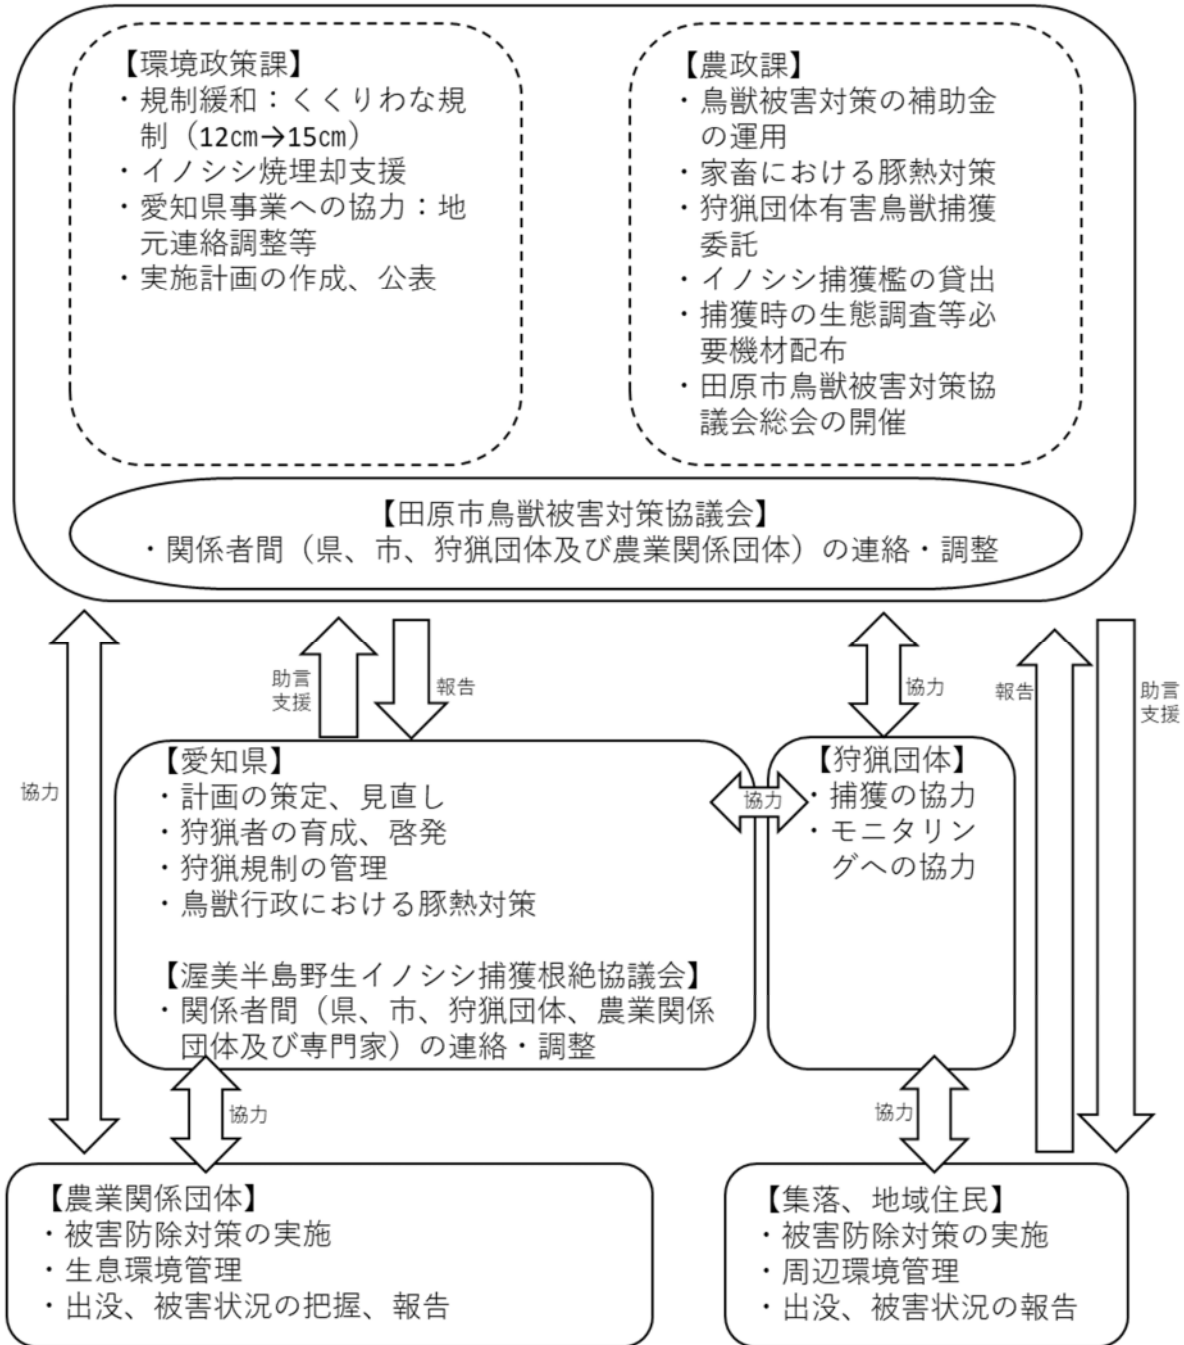 【環境政策課】
・規制緩和：くくりわな規
制（12㎝→15㎝）
・イノシシ焼埋却支援
・愛知県事業への協力：地
元連絡調整等
・実施計画の作成、公表
【農政課】
・鳥獣被害対策の補助金
の運用
・家畜における豚熱対策
・狩猟団体有害鳥獣捕獲
委託
・イノシシ捕獲檻の貸出
・捕獲時の生態調査等必
要機材配布
・田原市鳥獣被害対策協
議会総会の開催
【田原市鳥獣被害対策協議会】
・関係者間（県、市、狩猟団体及び農業関係団体）の連絡・調整
協力
助言
支援
報告
協力
報告
助言
支援
【愛知県】
・計画の策定、見直し
・狩猟者の育成、啓発
・狩猟規制の管理
・鳥獣行政における豚熱対策
【渥美半島野生イノシシ捕獲根絶協議会】
・関係者間（県、市、狩猟団体、農業関係
団体及び専門家）の連絡・調整
協力
【狩猟団体】
・捕獲の協力
・モニタリン
グへの協力
協力
協力
【農業関係団体】
・被害防除対策の実施
・生息環境管理
・出没、被害状況の把握、報告
【集落、地域住民】
・被害防除対策の実施
・周辺環境管理
・出没、被害状況の報告